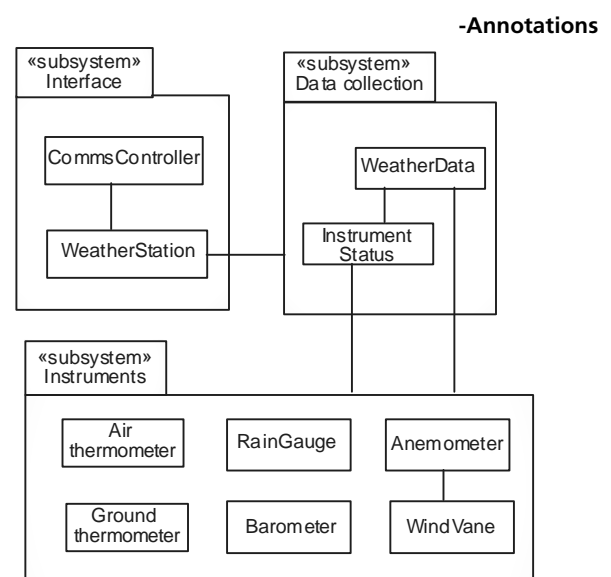 -Annotations
«subsystem»
Interface
CommsController
WeatherStation
«subsystem»
Data collection
WeatherData
Instrument
Status
«subsystem»
Instruments
Air
thermometer
RainGauge
Anemometer
Ground
thermometer
Barometer
WindVane